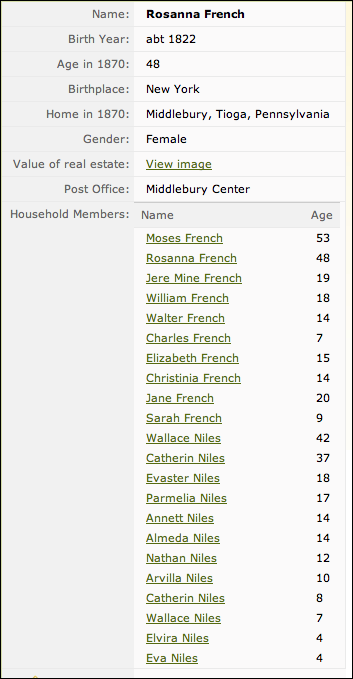 Name: Rosanna French
Birth Year: abt 1822
Age in 1870: 48
Birthplace: New York
Home in 1870: Middlebury, Tioga, Pennsylvania
Gender: Female
Value of real estate: View image
Post Office: Middlebury Center
Household Members: Name Age
Moses French 53
Rosanna French 48
Jere Mine French 19
William French 18
Walter French 14
Charles French 7
Elizabeth French 15
Christinia French 14
Jane French 20
Sarah French 9
Wallace Niles 42
Catherin Niles 37
Evaster Niles 18
Parmelia Niles 17
Annett Niles 14
Almeda Niles 14
Nathan Niles 12
Arvilla Niles 10
Catherin Niles 8
Wallace Niles 7
Elvira Niles 4
Eva Niles 4